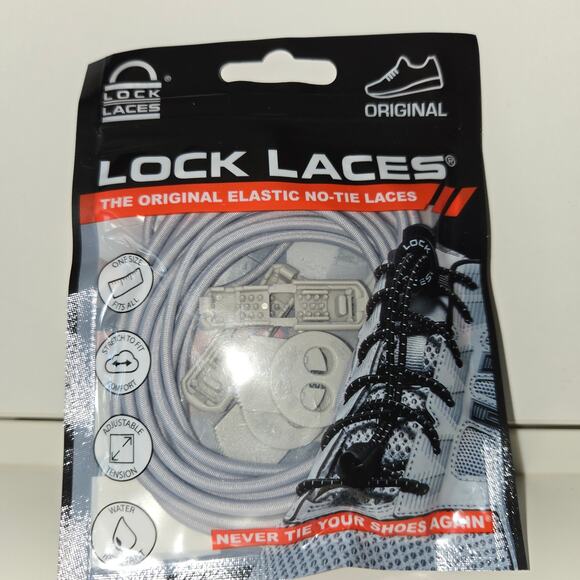 LOCK
LACES®
ORIGINAL
LOCK LACES®
THE ORIGINAL ELASTIC NO-TIE LACES
ONE SIZE
FITS ALL
LOCK
LACES
STRETCH TO FIT
COMFORT
ADJUSTABLE
TENSION
WATER
NEVER TIE YOUR SHOES AGAIN®